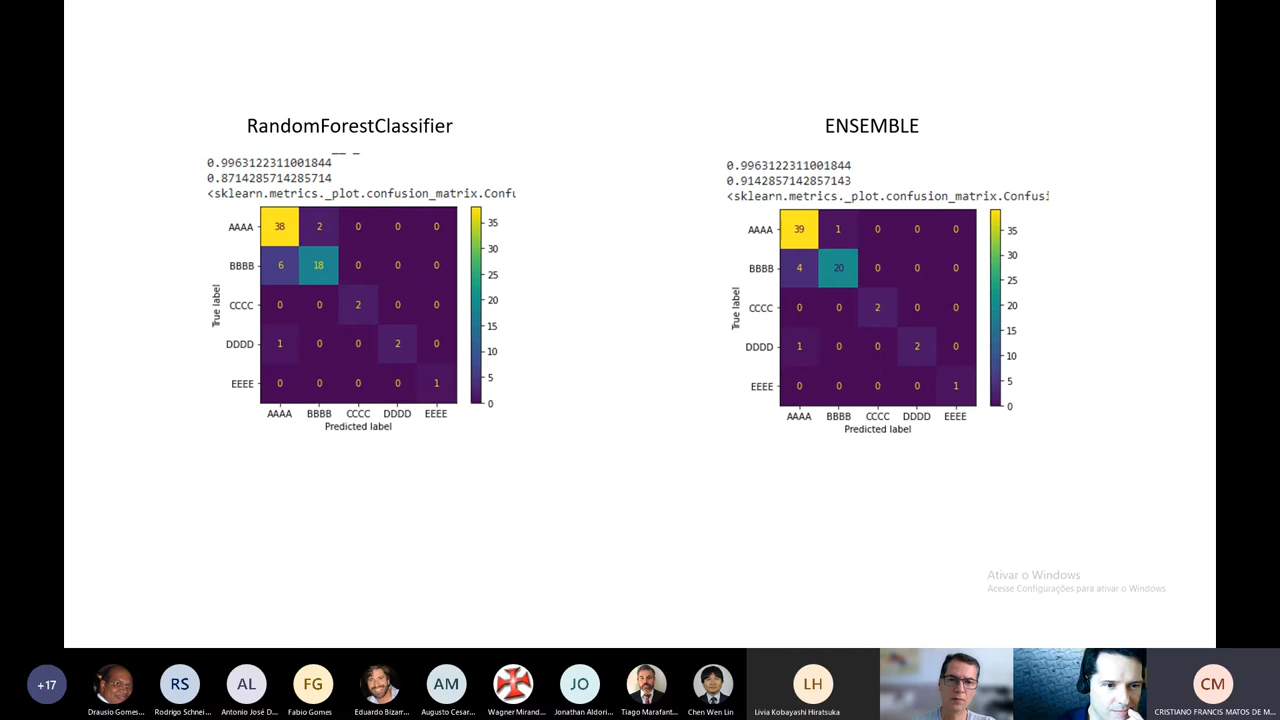 RandomForestClassifier
0.9963122311001844
0.8714285714285714
<sklearn.metrics._plot.confusion_matrix.Confu
AAAA 38 2 0 0 0
BBBB 6 18 0 0 0
CCCC 0 0 2 0 0
DDDD 1 0 0 2 0
EEEE 0 0 0 0 1
AAAA BBBB CCCC DDDD EEEE
Predicted label
True label
35
30
25
20
15
10
5
0
ENSEMBLE
0.9963122311001844
0.9142857142857143
<sklearn.metrics._plot.confusion_matrix.Confusi
AAAA 39 1 0 0 0
BBBB 4 20 0 0 0
CCCC 0 0 2 0 0
DDDD 1 0 0 2 0
EEEE 0 0 0 0 1
AAAA BBBB CCCC DDDD EEEE
Predicted label
True label
35
30
25
20
15
10
5
0
Ativar o Windows
Acesse Configurações para ativar o Windows.
+17
RS
AL
FG
AM
JO
LH
CM
Drausio Gomes...
Rodrigo Schnei...
Antonio José D...
Fabio Gomes
Eduardo Bizarr...
Augusto Cesar...
Wagner Mirand...
Jonathan Aldori...
Tiago Marafant...
Chen Wen Lin
Livia Kobayashi Hiratsuka
CRISTIANO FRANCIS MATOS DE M...